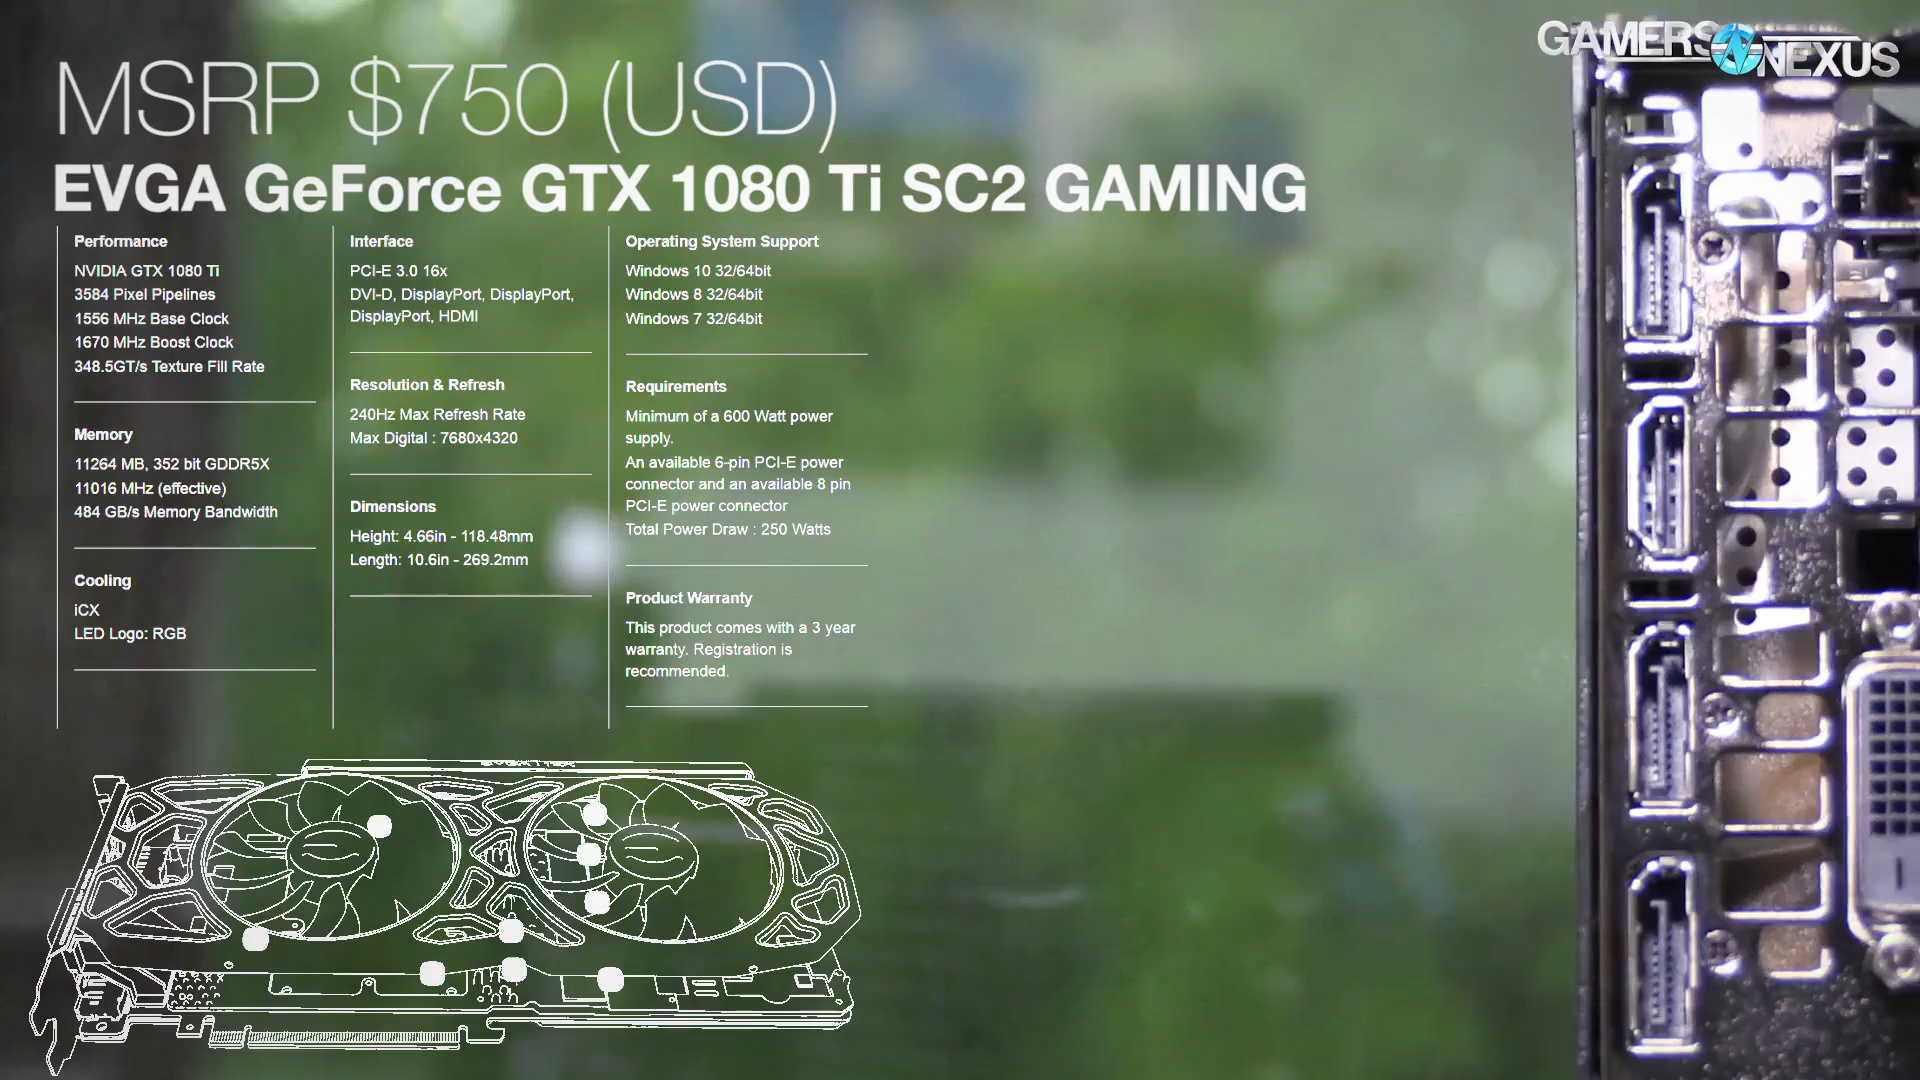 GAMERS NEXUS
MSRP $750 (USD)
EVGA GeForce GTX 1080 Ti SC2 GAMING
Performance
NVIDIA GTX 1080 Ti
3584 Pixel Pipelines
1556 MHz Base Clock
1670 MHz Boost Clock
348.5GT/s Texture Fill Rate
Memory
11264 MB, 352 bit GDDR5X
11016 MHz (effective)
484 GB/s Memory Bandwidth
Cooling
iCX
LED Logo: RGB
Interface
PCI-E 3.0 16x
DVI-D, DisplayPort, DisplayPort,
DisplayPort, HDMI
Resolution & Refresh
240Hz Max Refresh Rate
Max Digital : 7680x4320
Dimensions
Height: 4.66in - 118.48mm
Length: 10.6in - 269.2mm
Operating System Support
Windows 10 32/64bit
Windows 8 32/64bit
Windows 7 32/64bit
Requirements
Minimum of a 600 Watt power
supply.
An available 6-pin PCI-E power
connector and an available 8 pin
PCI-E power connector
Total Power Draw : 250 Watts
Product Warranty
This product comes with a 3 year
warranty. Registration is
recommended.